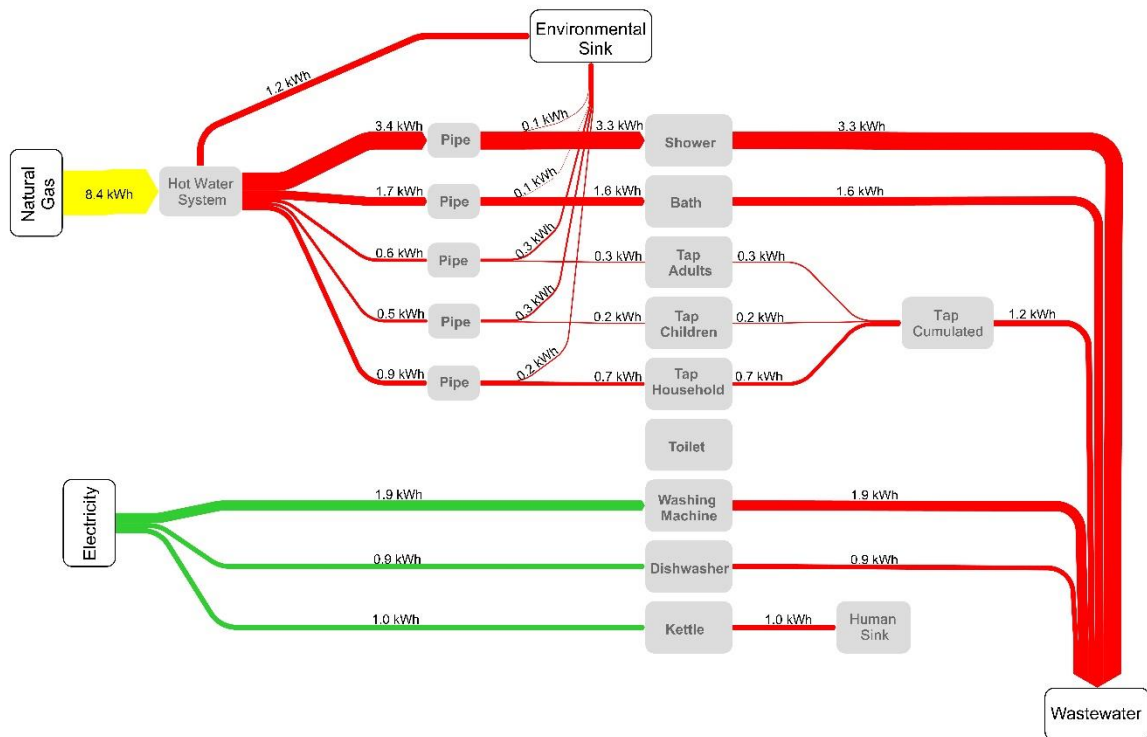 Environmental
Sink
1.2 kWh
3.4 kWh
Pipe
0.1 kWh
3.3 kWh
Shower
3.3 kWh
Natural
Gas
8.4 kWh
Hot Water
System
1.7 kWh
Pipe
0.1 kWh
1.6 kWh
Bath
1.6 kWh
0.6 kWh
Pipe
0.3 kWh
0.3 kWh
Tap
Adults
0.3 kWh
0.5 kWh
Pipe
0.3 kWh
0.2 kWh
Tap
Children
0.2 kWh
Tap
Cumulated
1.2 kWh
0.9 kWh
Pipe
0.2 kWh
0.7 kWh
Tap
Household
0.7 kWh
Toilet
Electricity
1.9 kWh
Washing
Machine
1.9 kWh
0.9 kWh
Dishwasher
0.9 kWh
1.0 kWh
Kettle
1.0 kWh
Human
Sink
Wastewater